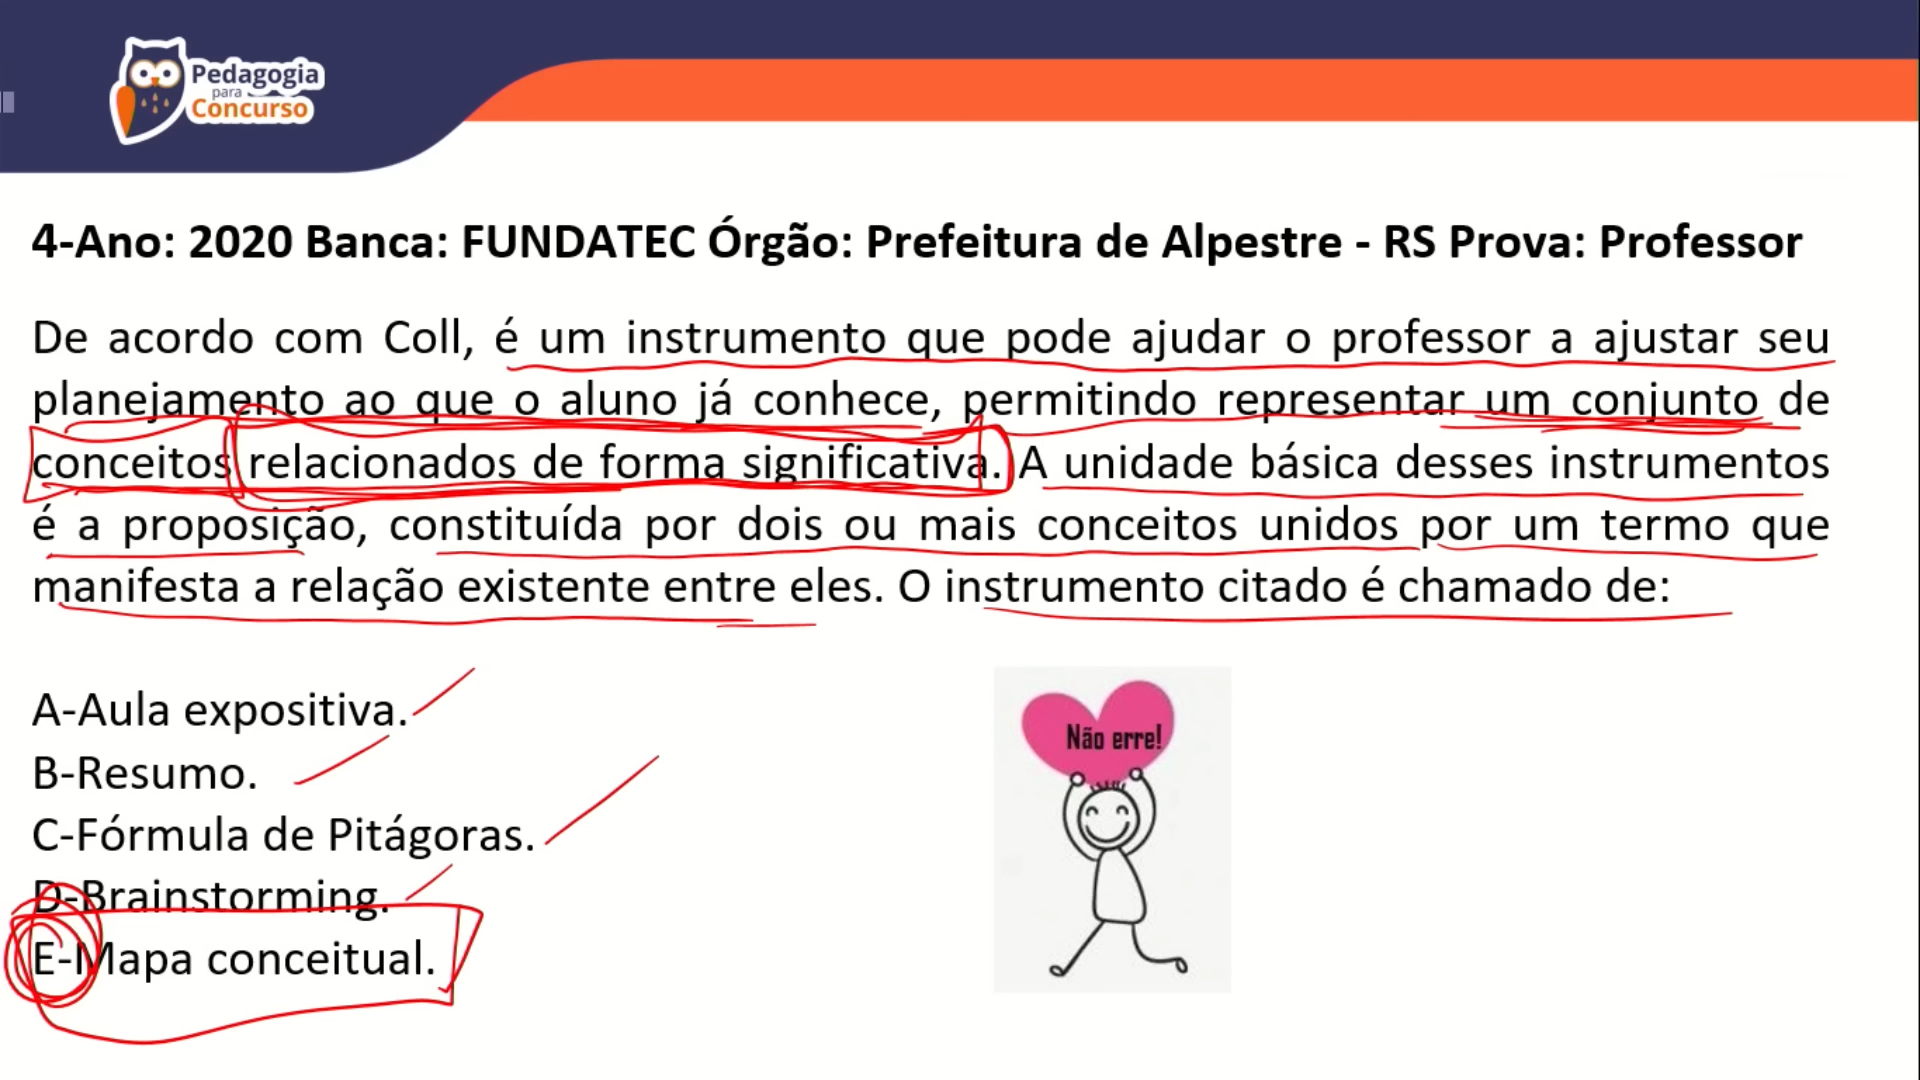 Pedagogia
para
Concurso
4-Ano: 2020 Banca: FUNDATEC Órgão: Prefeitura de Alpestre - RS Prova: Professor
De acordo com Coll, é um instrumento que pode ajudar o professor a ajustar seu
planejamento ao que o aluno já conhece, permitindo representar um conjunto de
conceitos relacionados de forma significativa. A unidade básica desses instrumentos
é a proposição, constituída por dois ou mais conceitos unidos por um termo que
manifesta a relação existente entre eles. O instrumento citado é chamado de:
A-Aula expositiva.
B-Resumo.
C-Fórmula de Pitágoras.
D-Brainstorming.
E-Mapa conceitual.
Não erre!